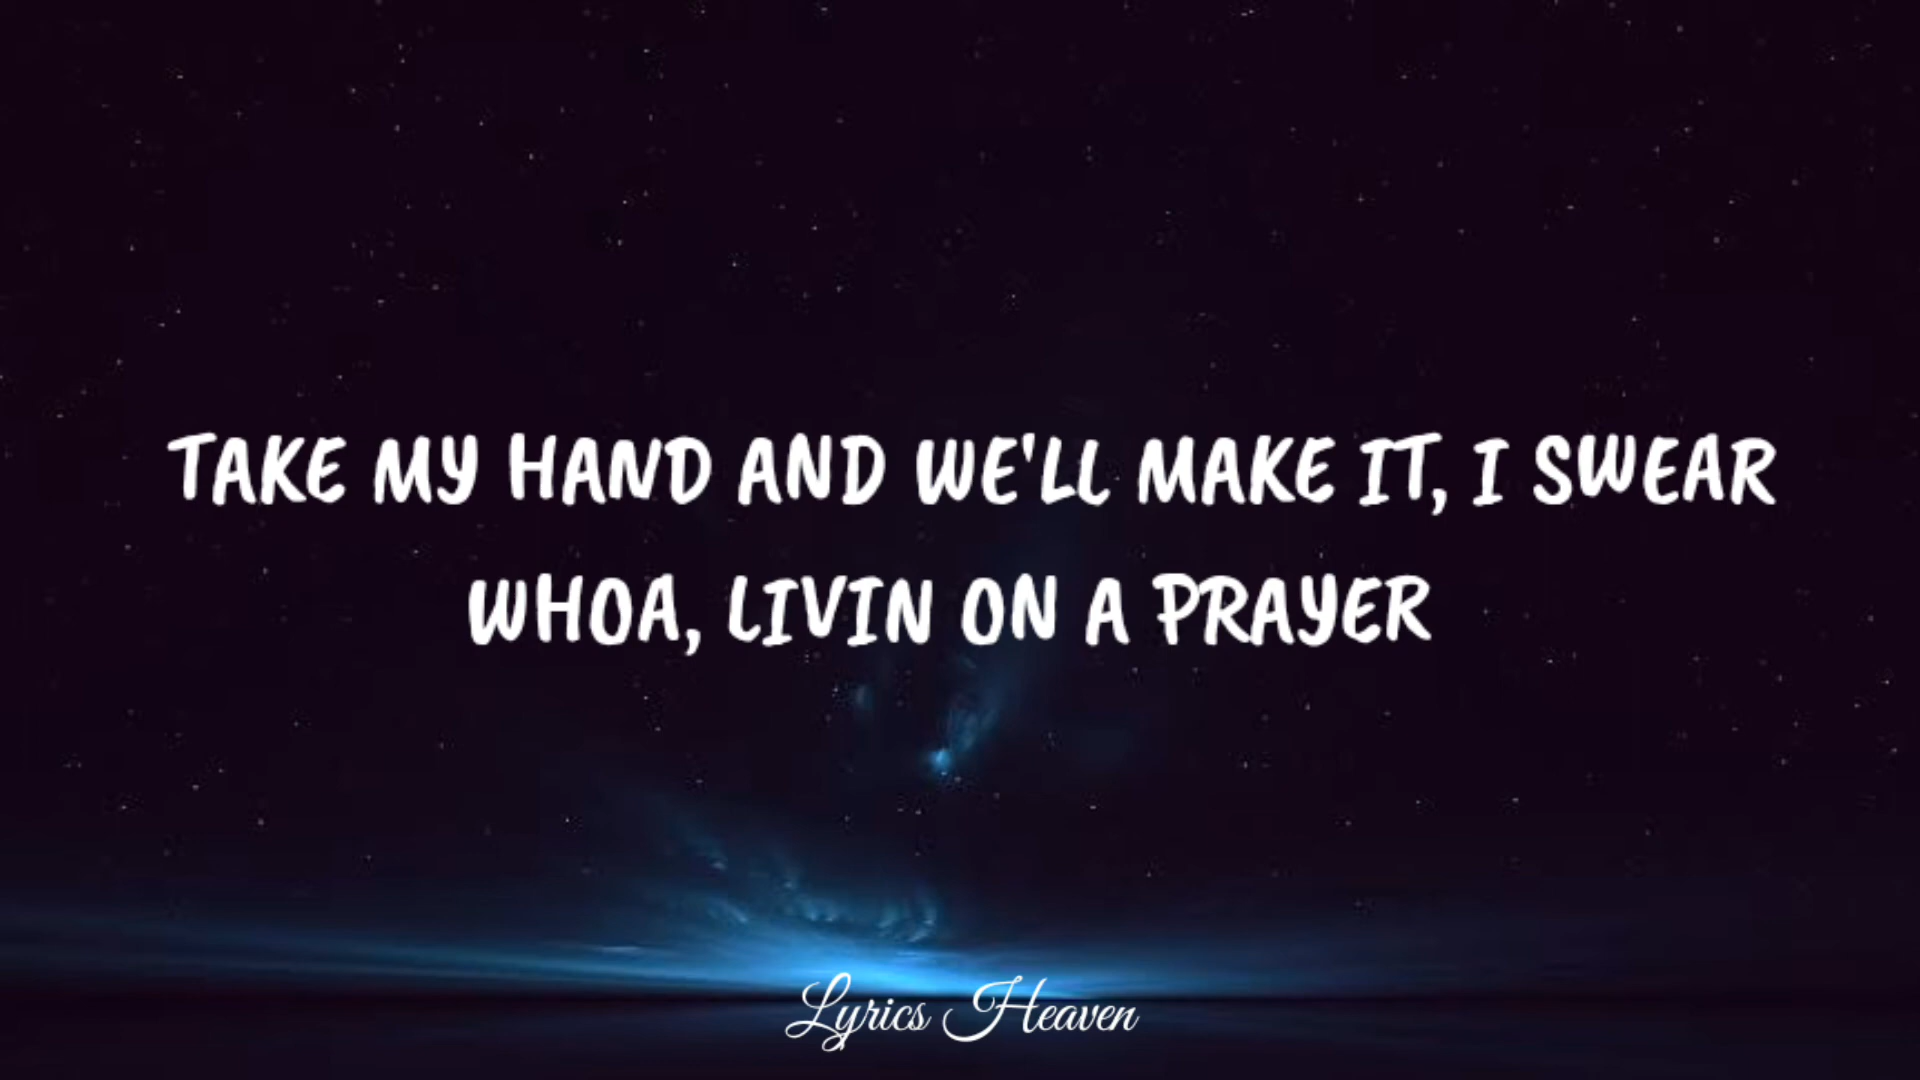 TAKE MY HAND AND WE'LL MAKE IT, I SWEAR
WHOA, LIVIN ON A PRAYER
Lyrics Heaven